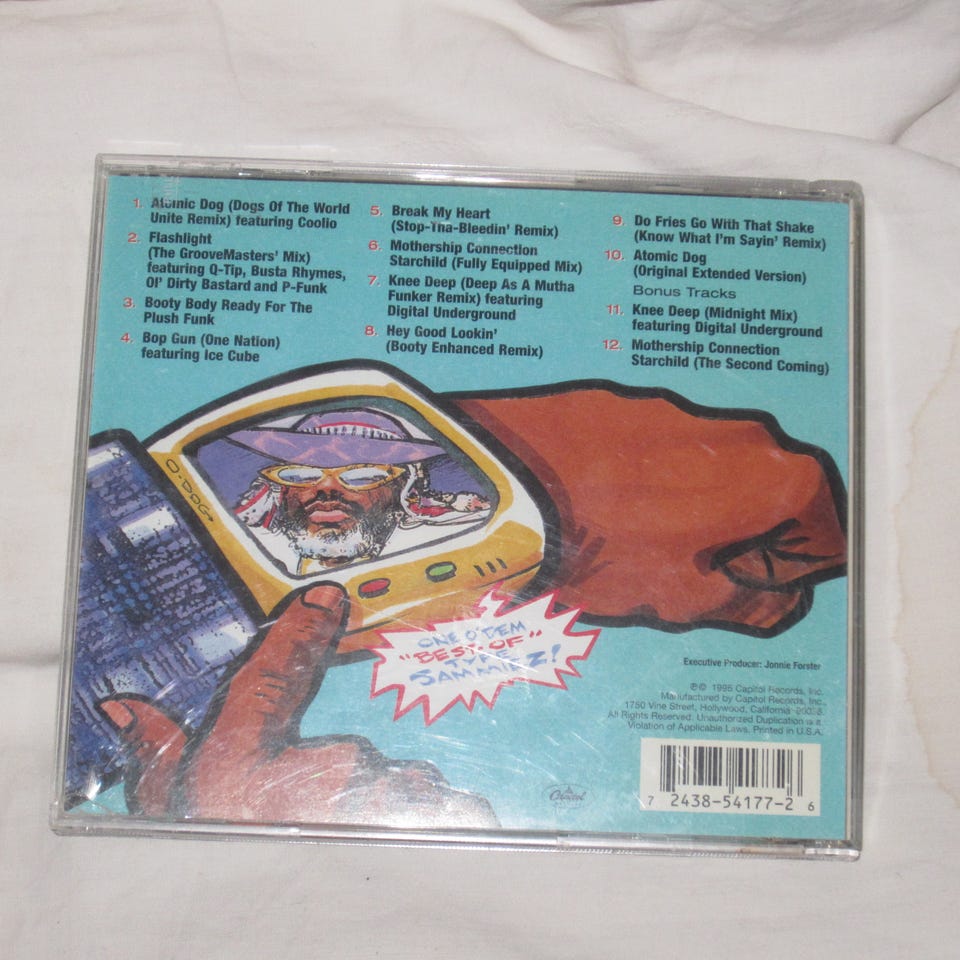 1. Atomic Dog (Dogs Of The World
Unite Remix) featuring Coolio
2. Flashlight
(The GrooveMasters' Mix)
featuring Q-Tip, Busta Rhymes,
Ol' Dirty Bastard and P-Funk
3. Booty Body Ready For The
Plush Funk
4. Bop Gun (One Nation)
featuring Ice Cube
5. Break My Heart
(Stop-Tha-Bleedin' Remix)
6. Mothership Connection
Starchild (Fully Equipped Mix)
7. Knee Deep (Deep As A Mutha
Funker Remix) featuring
Digital Underground
8. Hey Good Lookin'
(Booty Enhanced Remix)
9. Do Fries Go With That Shake
(Know What I'm Sayin' Remix)
10. Atomic Dog
(Original Extended Version)
Bonus Tracks
11. Knee Deep (Midnight Mix)
featuring Digital Underground
12. Mothership Connection
Starchild (The Second Coming)
O-DOG
ONE O' DEM
"BEST OF"
TYPE
JAMMIEZ!
Executive Producer: Jonnie Forster
℗© 1995 Capitol Records, Inc.
Manufactured by Capitol Records, Inc.,
1750 Vine Street, Hollywood, California
All Rights Reserved. Unauthorized Duplication is a
Violation of Applicable Laws. Printed in U.S.A.
Capitol
7 2438-54177-2 6